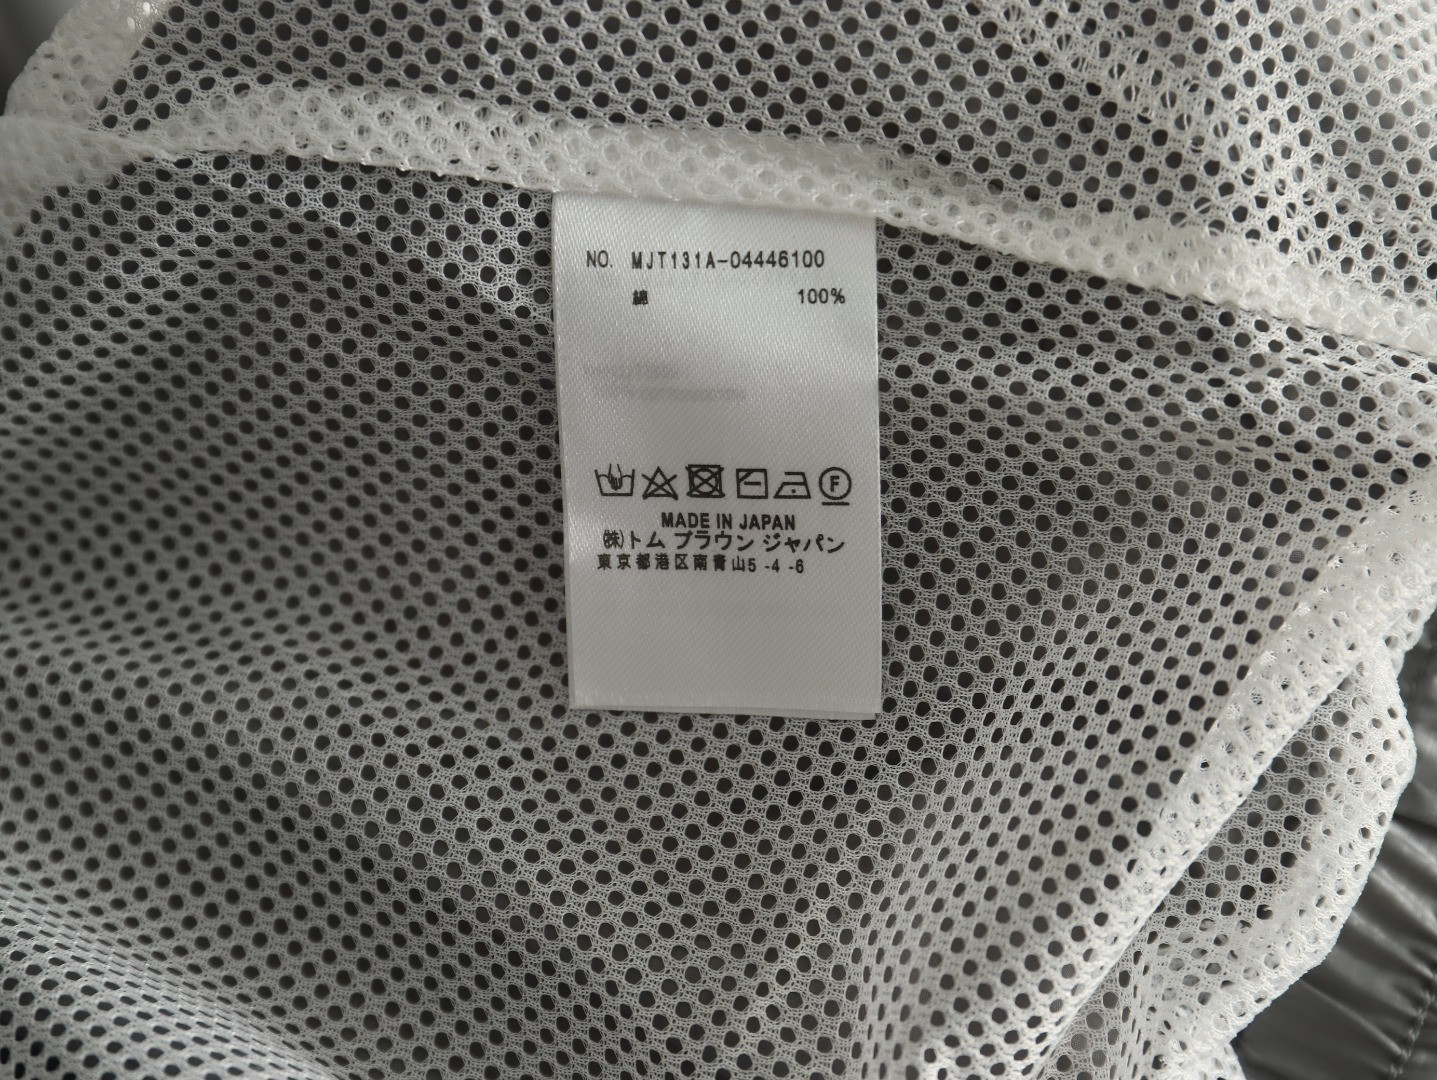 NO. MJT131A-04446100
綿 100%
F
MADE IN JAPAN
㈱トム ブラウン ジャパン
東京都港区南青山5-4-6